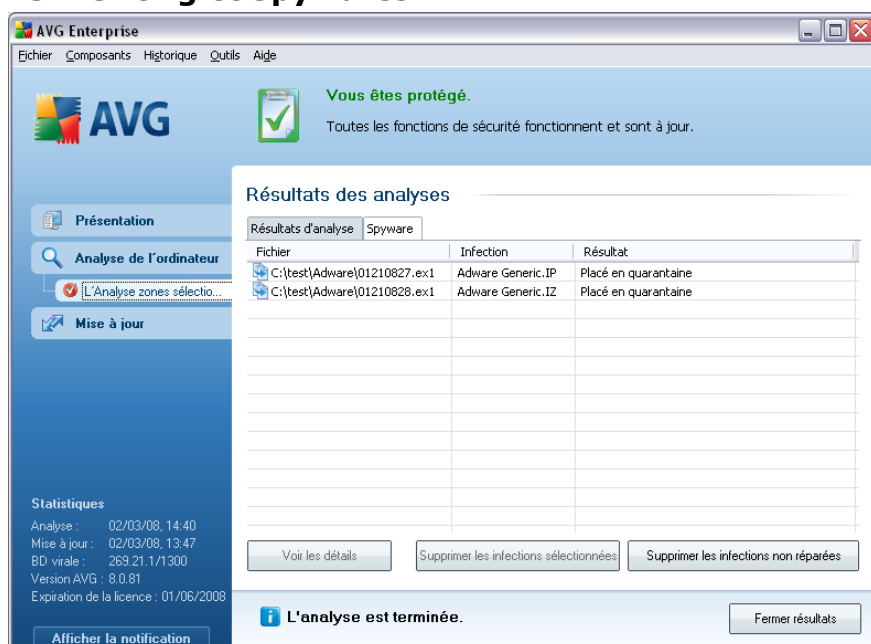 AVG Enterprise
Fichier Composants Historique Outils Aide
AVG
Vous êtes protégé.
Toutes les fonctions de sécurité fonctionnent et sont à jour.
Présentation
Analyse de l'ordinateur
L'Analyse zones sélectio...
Mise à jour
Résultats des analyses
Résultats d'analyse Spyware
Fichier Infection Résultat
C:\test\Adware\01210827.ex1 Adware Generic.IP Placé en quarantaine
C:\test\Adware\01210828.ex1 Adware Generic.IZ Placé en quarantaine
Statistiques
Analyse : 02/03/08, 14:40
Mise à jour : 02/03/08, 13:47
BD virale : 269.21.1/1300
Version AVG : 8.0.81
Expiration de la licence : 01/06/2008
Afficher la notification
Voir les détails Supprimer les infections sélectionnées Supprimer les infections non réparées
L'analyse est terminée.
Fermer résultats